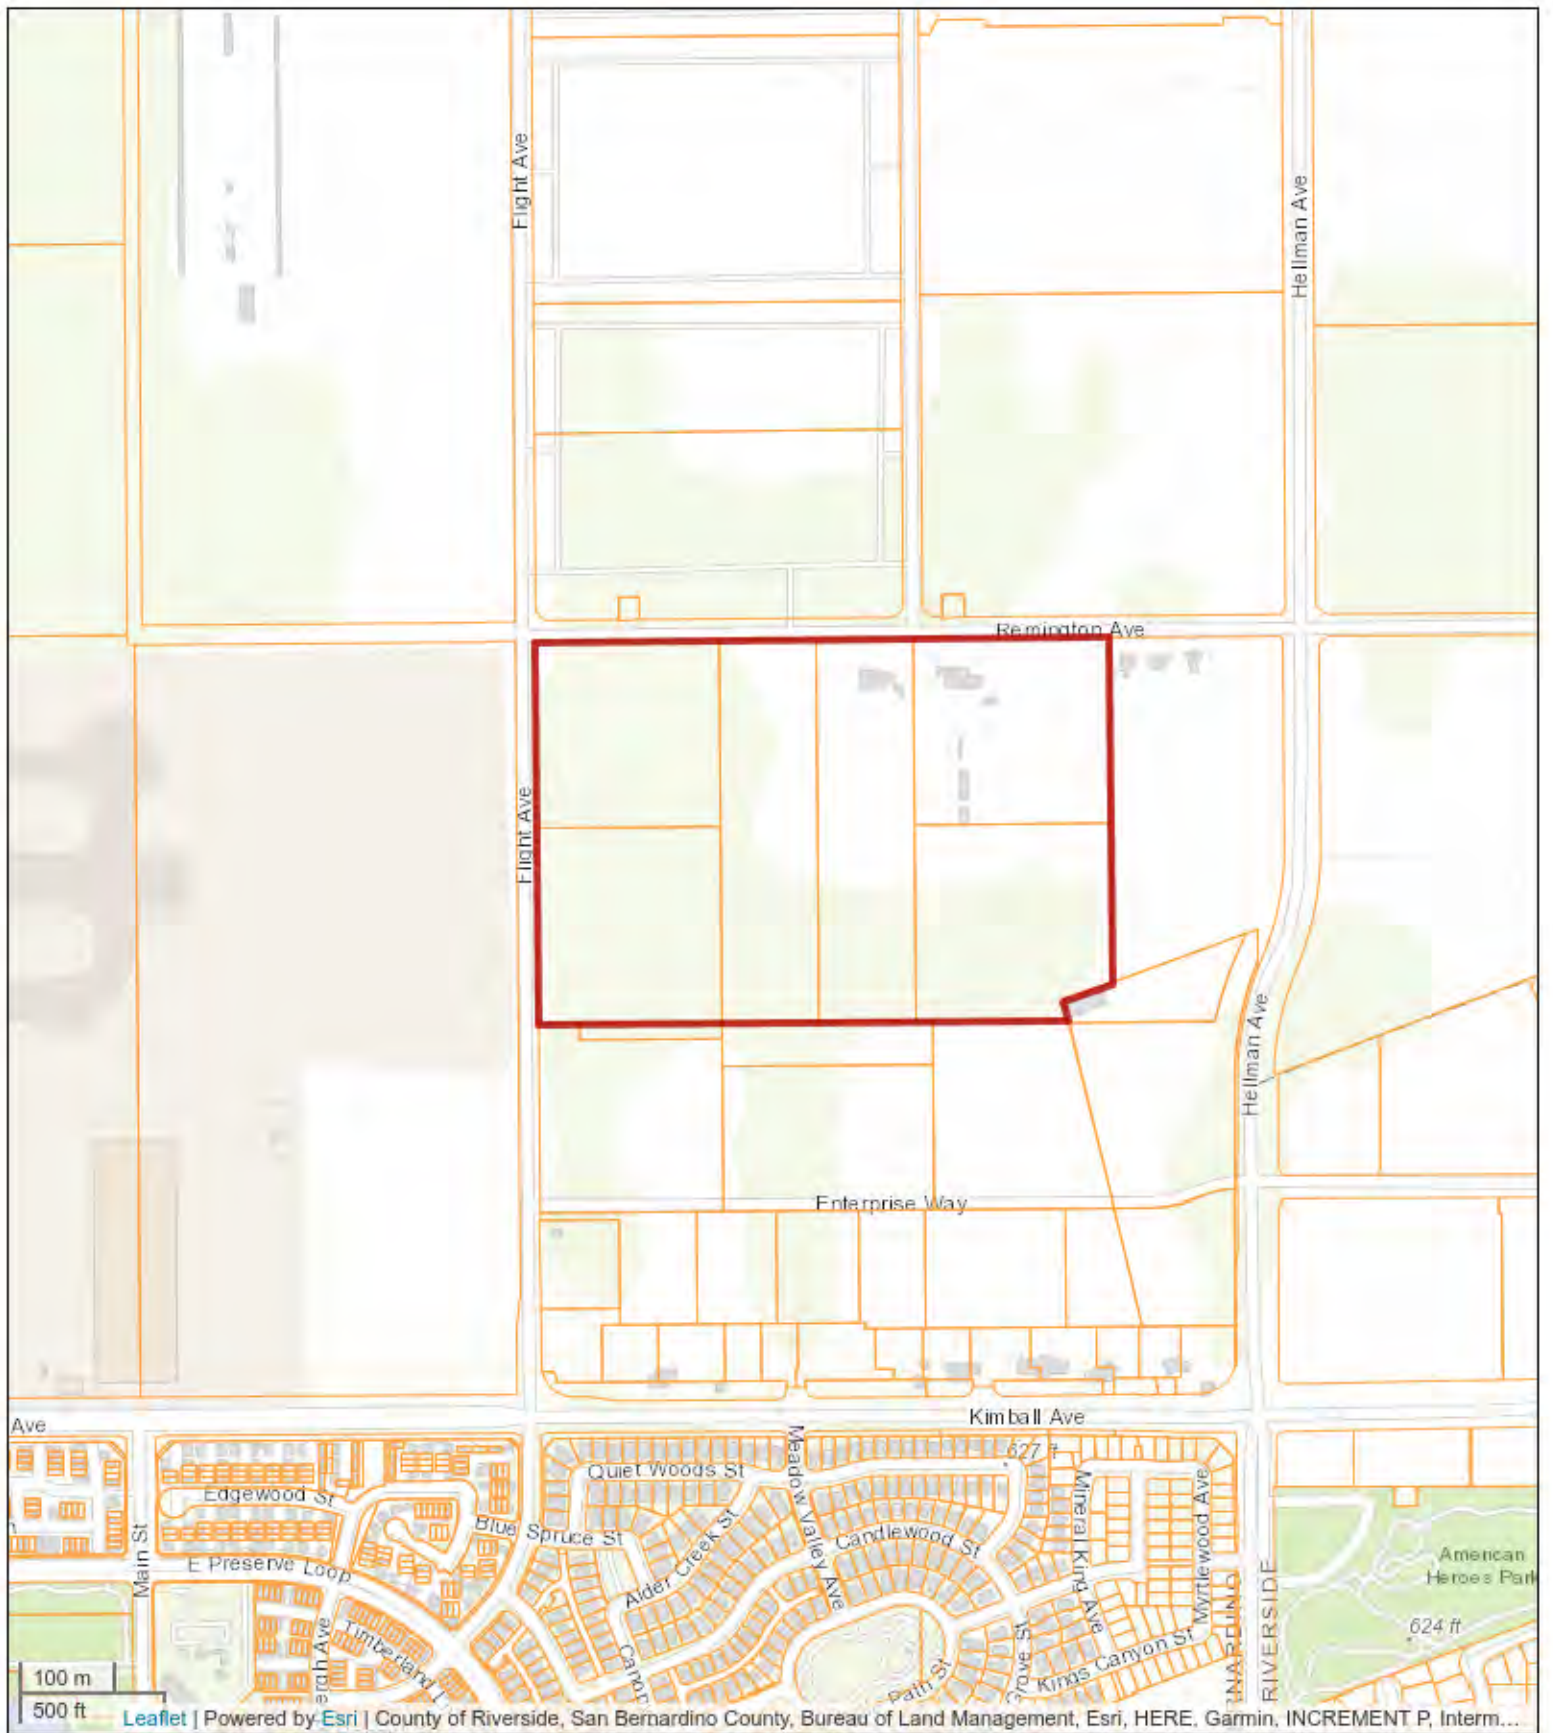 Flight Ave
Hellman Ave
Remington Ave
Flight Ave
Hellman Ave
Enterprise Way
Ave
Kimball Ave
627 ft
Quiet Woods St
Meadow Valley Ave
Mineral King Ave
Myrtlewood Ave
Edgewood St
Blue Spruce St
Alder Creek St
Candlewood St
Main St
E Preserve Loop
American
Heroes Park
624 ft
Timberland
Kings Canyon St
Grove St
Path St
RIVERSIDE
100 m
500 ft
Leaflet | Powered by Esri | County of Riverside, San Bernardino County, Bureau of Land Management, Esri, HERE, Garmin, INCREMENT P, Interm...